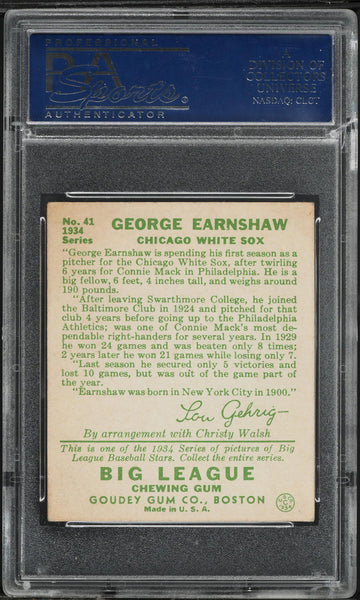 PROFESSIONAL
PSA
Sports
AUTHENTICATOR
A
DIVISION OF
COLLECTORS
UNIVERSE
NASDAQ: CLCT
No. 41
1934
Series
GEORGE EARNSHAW
CHICAGO WHITE SOX
"George Earnshaw is spending his first season as a
pitcher for the Chicago White Sox, after twirling
6 years for Connie Mack in Philadelphia. He is a
big fellow, 6 feet, 4 inches tall, and weighs around
190 pounds.
"After leaving Swarthmore College, he joined
the Baltimore Club in 1924 and pitched for that
club 4 years before going up to the Philadelphia
Athletics; was one of Connie Mack's most de-
pendable right-handers for several years. In 1929
he won 24 games and was beaten only 8 times;
2 years later he won 21 games while losing only 7.
"Last season he secured only 5 victories and
lost 10 games, but was out of the game part of
the year.
"Earnshaw was born in New York City in 1900."
Lou Gehrig
By arrangement with Christy Walsh
This is one of the 1934 Series of pictures of Big
League Baseball Stars. Collect the entire series.
BIG LEAGUE
CHEWING GUM
GOUDEY GUM CO., BOSTON
Made in U. S. A.